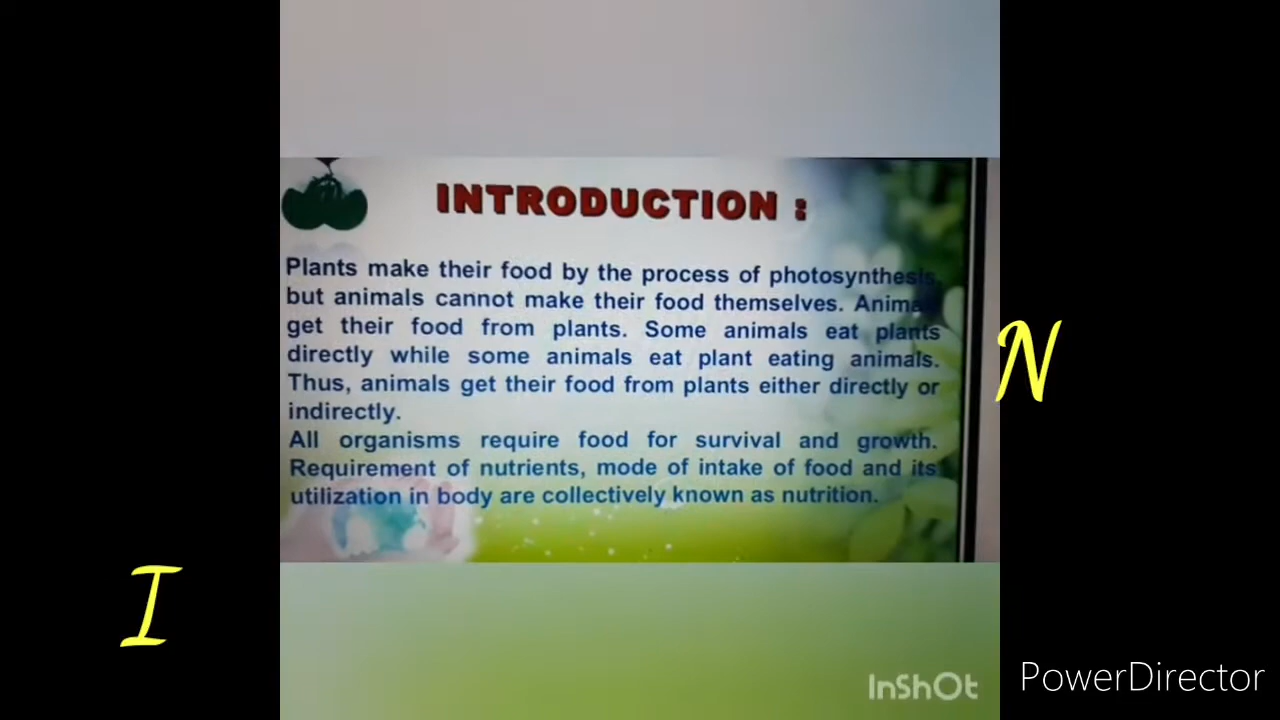 INTRODUCTION :
Plants make their food by the process of photosynthesis,
but animals cannot make their food themselves. Animals
get their food from plants. Some animals eat plants
directly while some animals eat plant eating animals.
Thus, animals get their food from plants either directly or
indirectly.
All organisms require food for survival and growth.
Requirement of nutrients, mode of intake of food and its
utilization in body are collectively known as nutrition.
N
I
InShOt
PowerDirector